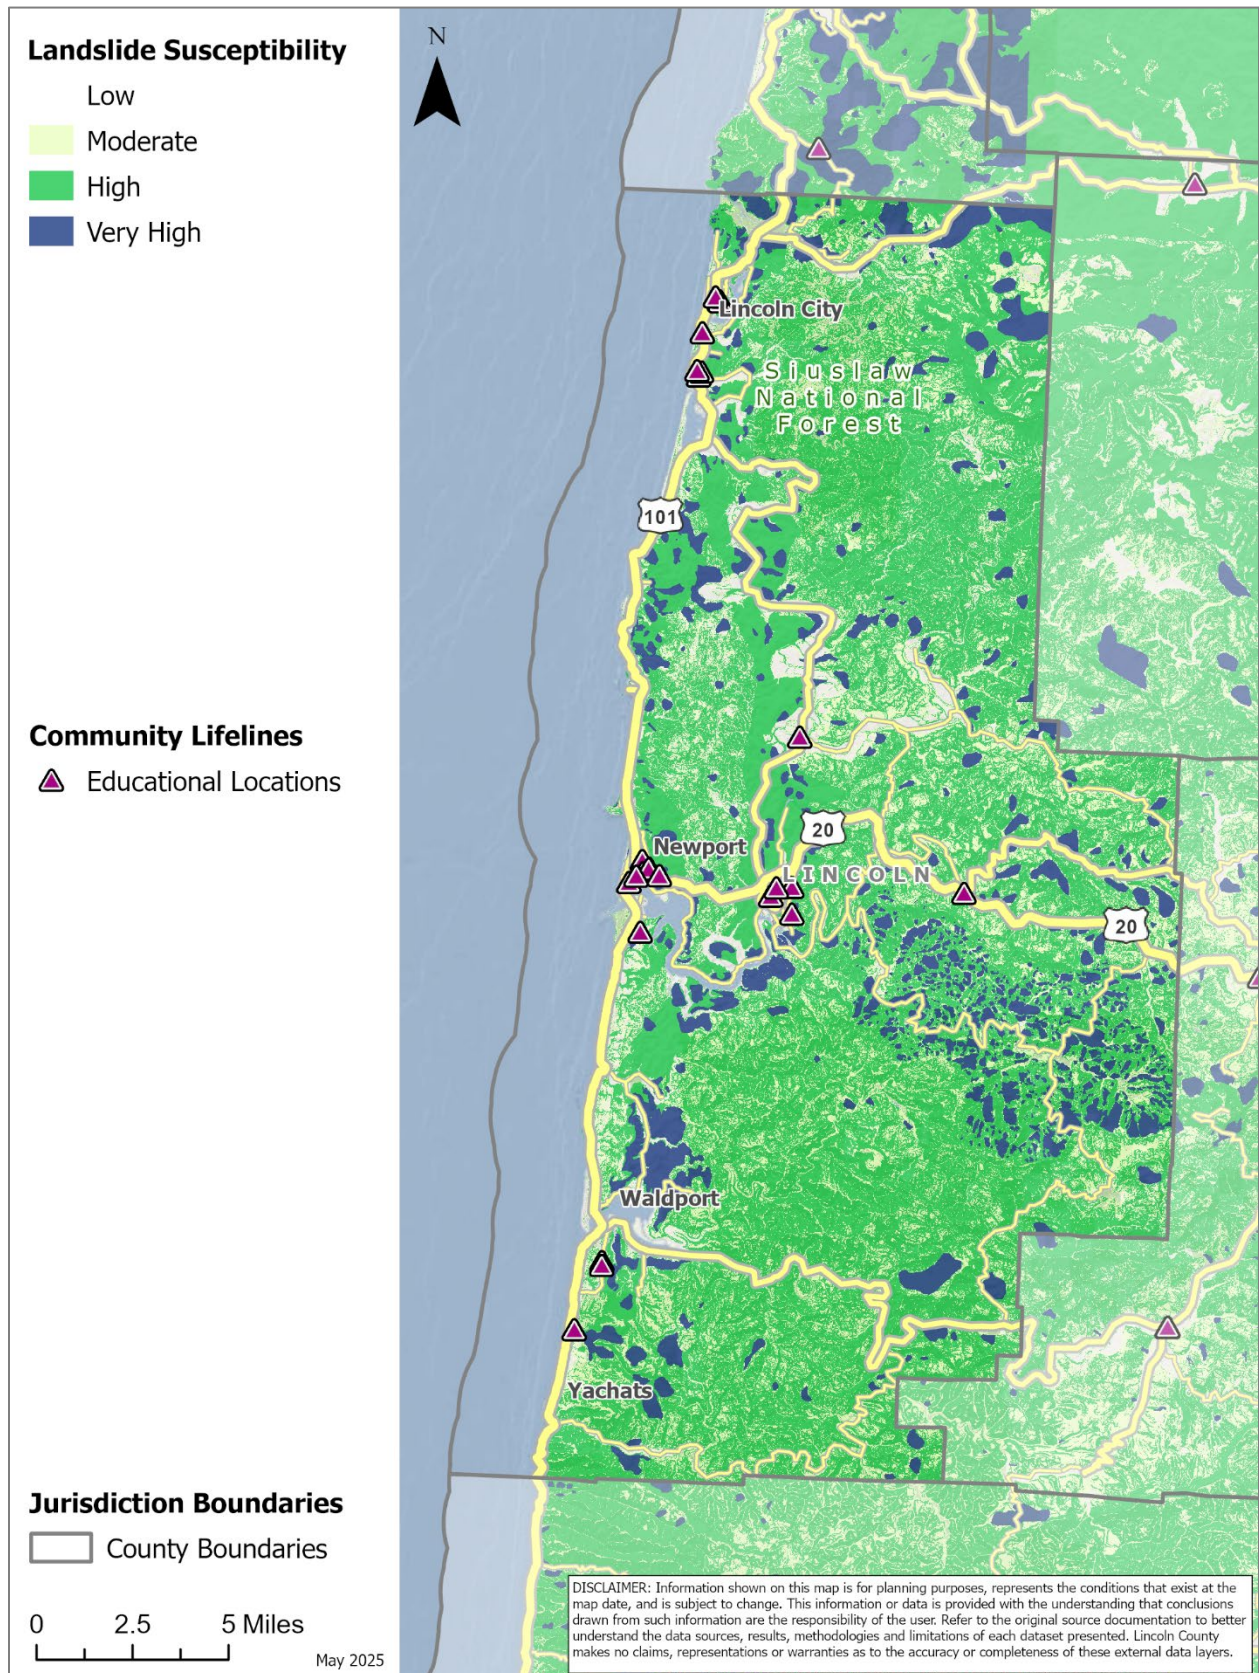 Landslide Susceptibility
Low
Moderate
High
Very High
Community Lifelines
Educational Locations
Jurisdiction Boundaries
County Boundaries
0 2.5 5 Miles
May 2025
N
Lincoln City
Siuslaw
National
Forest
101
20
Newport
LINCOLN
20
Waldport
Yachats
DISCLAIMER: Information shown on this map is for planning purposes, represents the conditions that exist at the
map date, and is subject to change. This information or data is provided with the understanding that conclusions
drawn from such information are the responsibility of the user. Refer to the original source documentation to better
understand the data sources, results, methodologies and limitations of each dataset presented. Lincoln County
makes no claims, representations or warranties as to the accuracy or completeness of these external data layers.